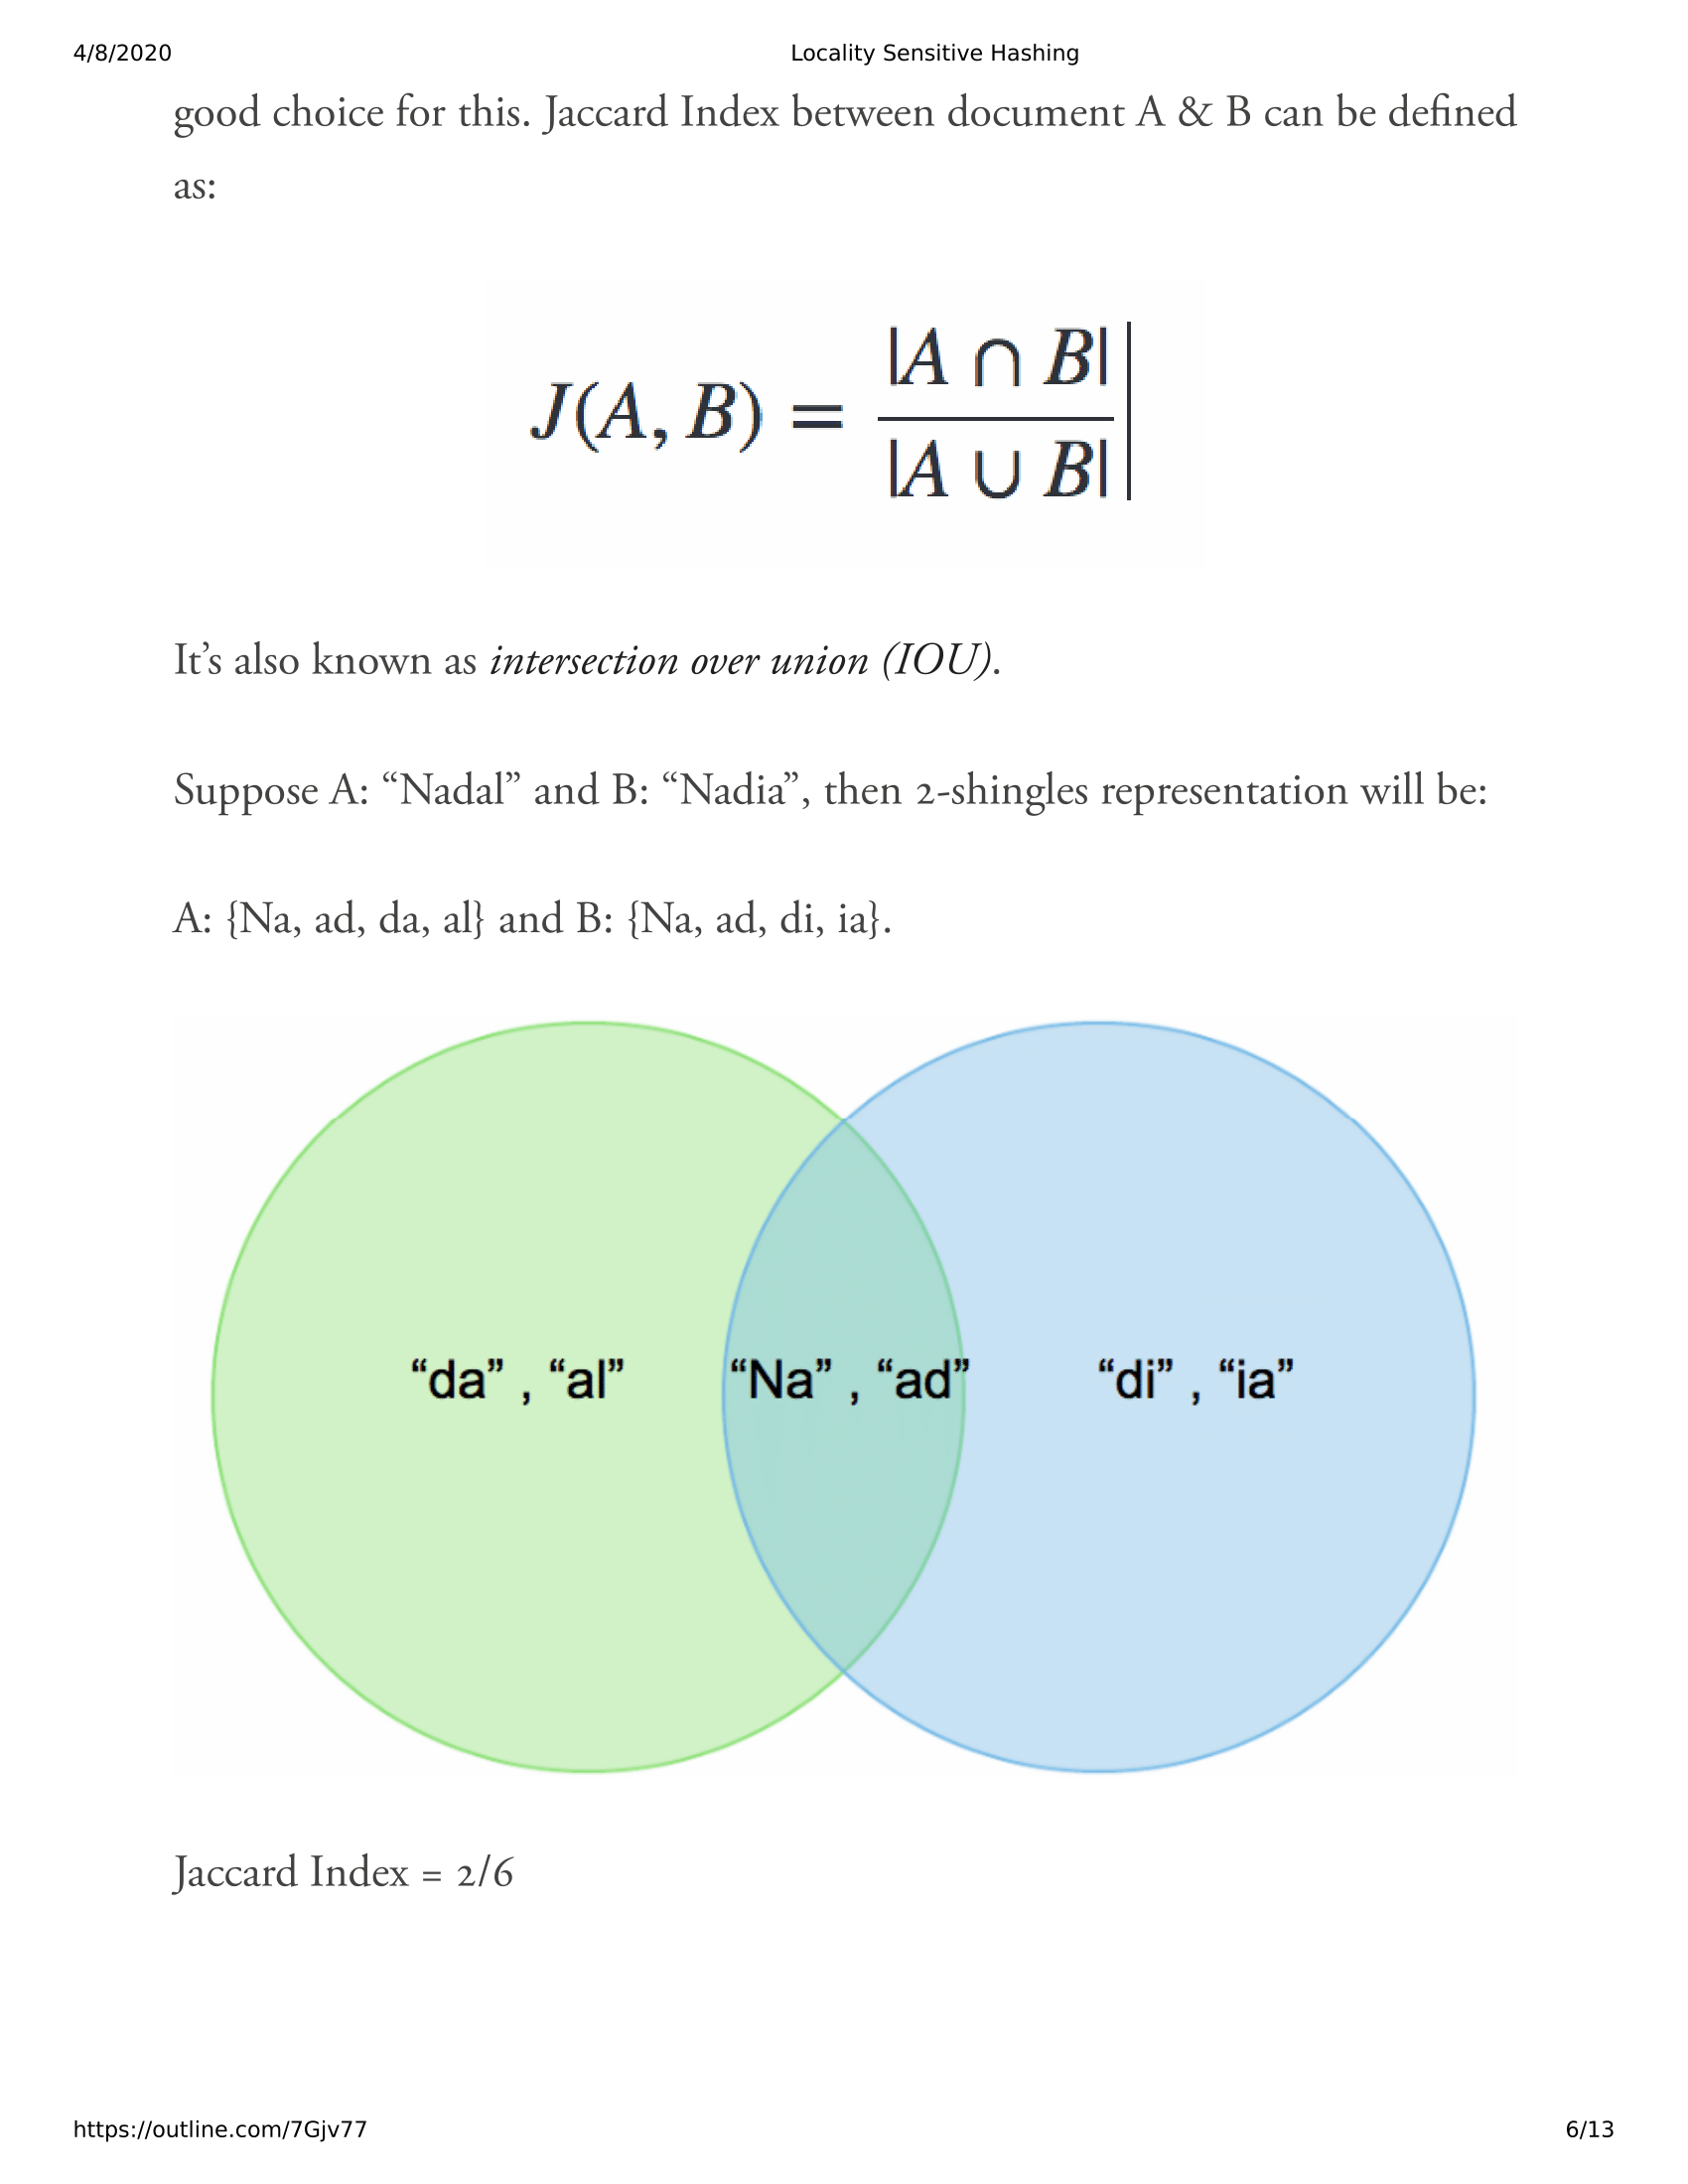 4/8/2020 Locality Sensitive Hashing
good choice for this. Jaccard Index between document A & B can be defined
as:
J(A, B) = |A ∩ B| / |A ∪ B| |
It’s also known as intersection over union (IOU).
Suppose A: “Nadal” and B: “Nadia”, then 2-shingles representation will be:
A: {Na, ad, da, al} and B: {Na, ad, di, ia}.
“da” , “al” “Na” , “ad” “di” , “ia”
Jaccard Index = 2/6
https://outline.com/7Gjv77 6/13